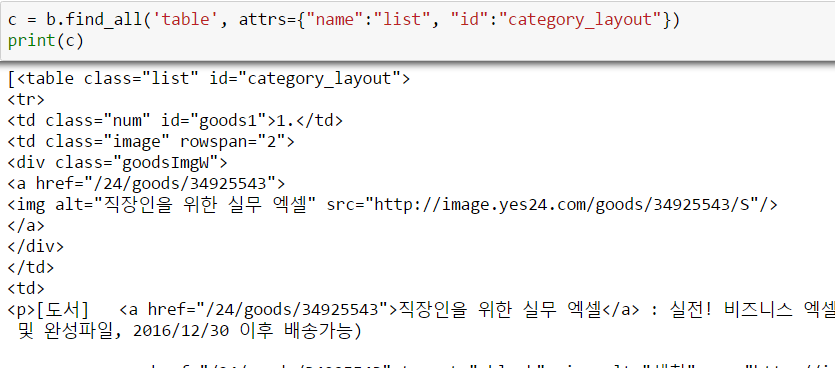 c = b.find_all('table', attrs={"name":"list", "id":"category_layout"})
print(c)
[<table class="list" id="category_layout">
<tr>
<td class="num" id="goods1">1.</td>
<td class="image" rowspan="2">
<div class="goodsImgW">
<a href="/24/goods/34925543">
<img alt="직장인을 위한 실무 엑셀" src="http://image.yes24.com/goods/34925543/S"/>
</a>
</div>
</td>
<td>
<p>[도서] <a href="/24/goods/34925543">직장인을 위한 실무 엑셀</a> : 실전! 비즈니스 엑셀
및 완성파일, 2016/12/30 이후 배송가능)